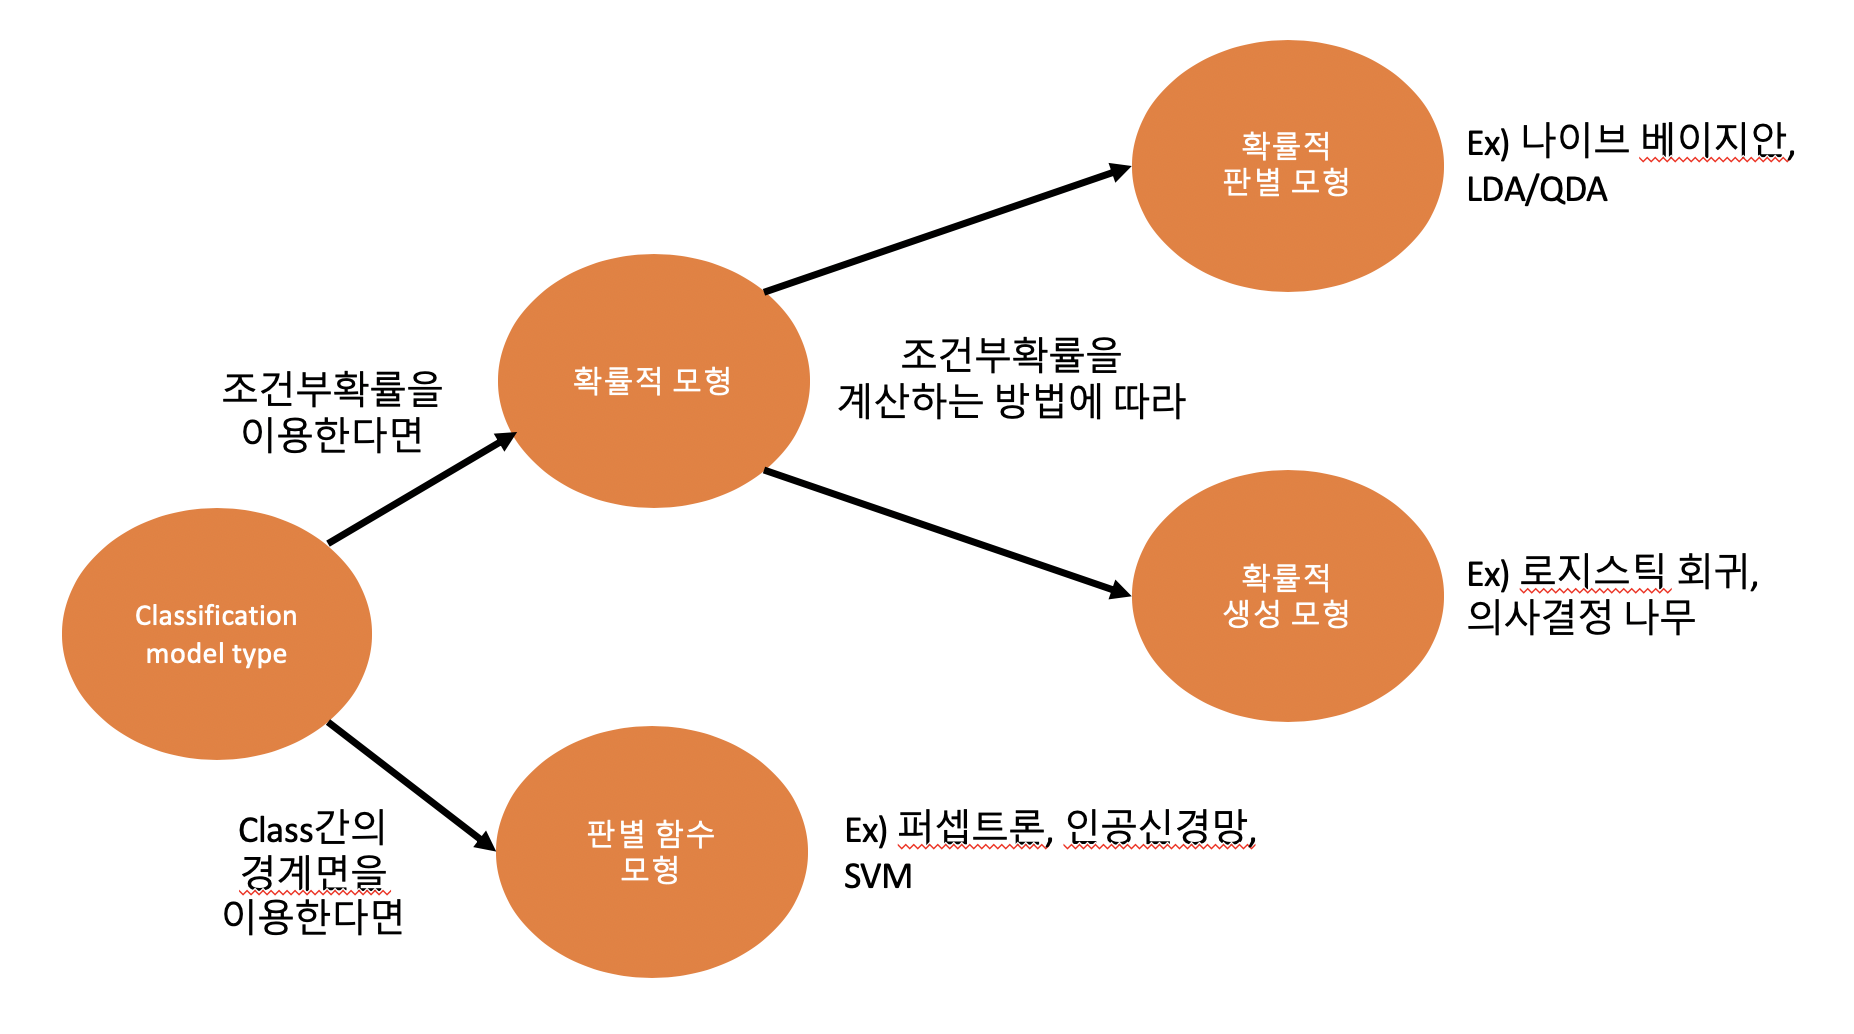 확률적
판별 모형
Ex) 나이브 베이지안,
LDA/QDA
확률적 모형
조건부확률을
계산하는 방법에 따라
조건부확률을
이용한다면
Classification
model type
확률적
생성 모형
Ex) 로지스틱 회귀,
의사결정 나무
Class간의
경계면을
이용한다면
판별 함수
모형
Ex) 퍼셉트론, 인공신경망,
SVM